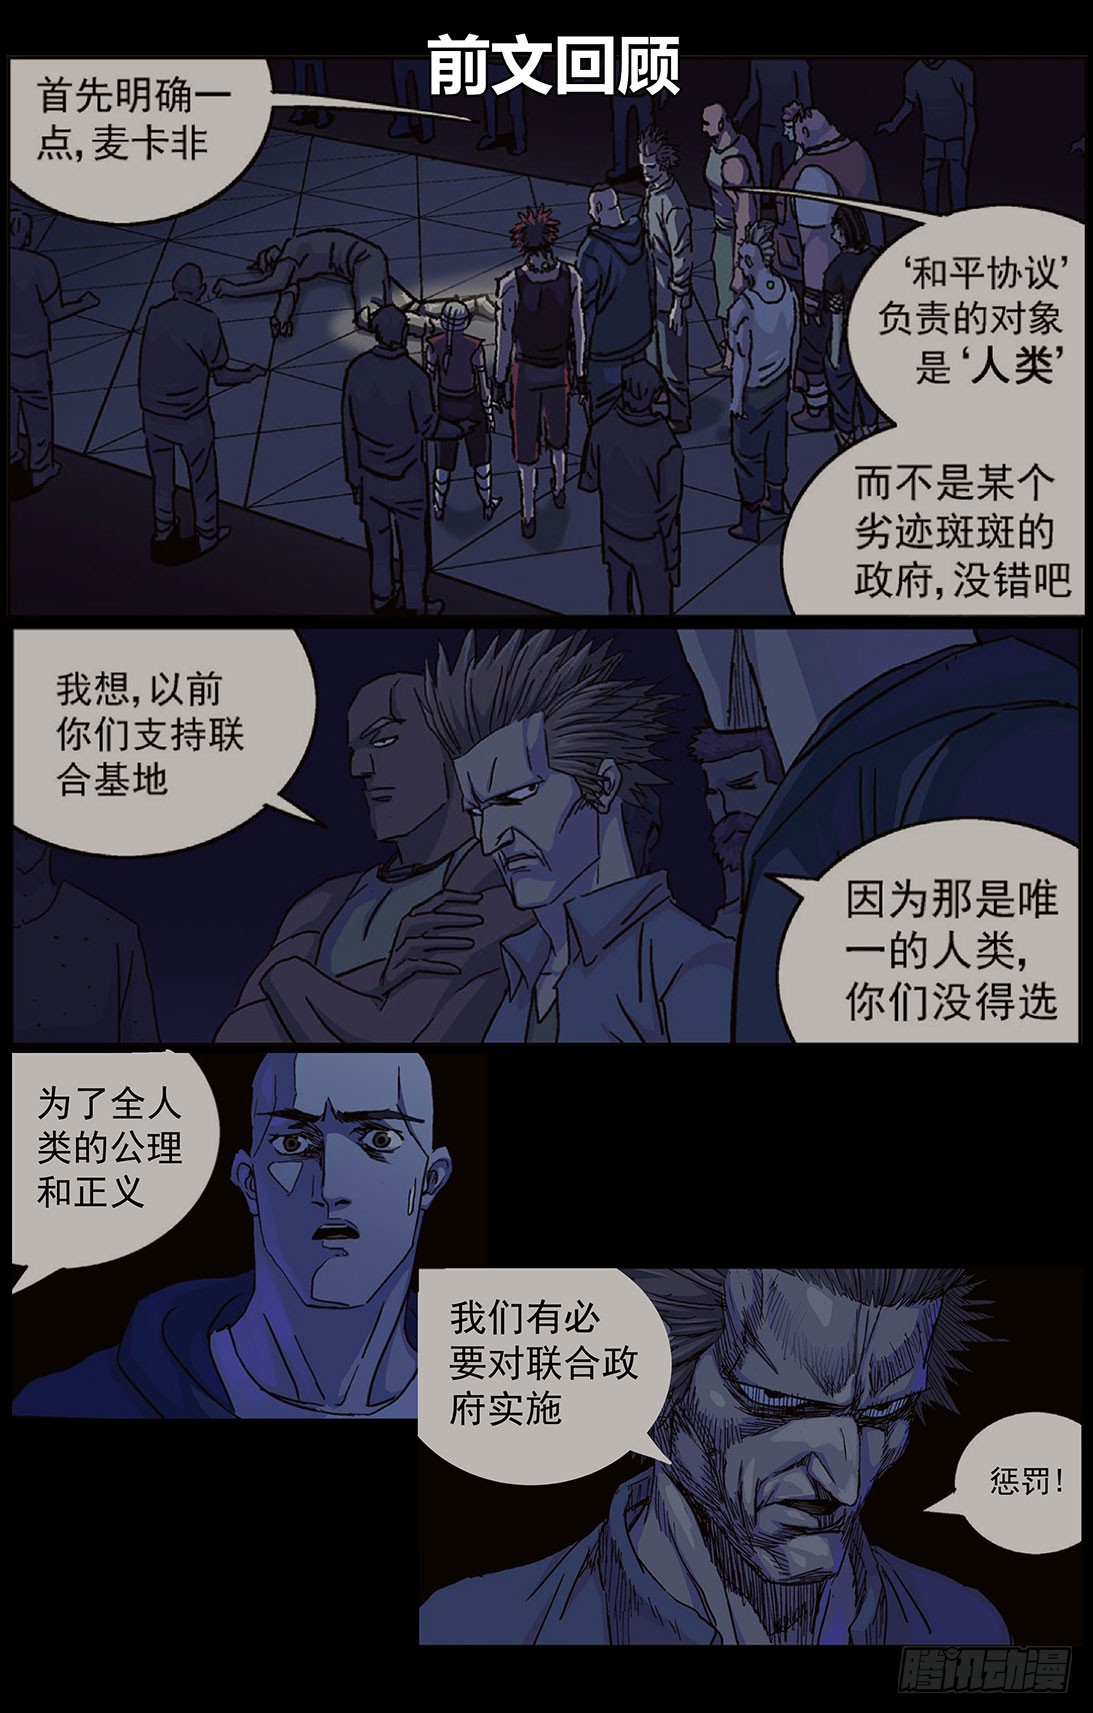 前文回顾
首先明确一
点,麦卡非
‘和平协议’
负责的对象
是‘人类’
而不是某个
劣迹斑斑的
政府,没错吧
我想,以前
你们支持联
合基地
因为那是唯
一的人类,
你们没得选
为了全人
类的公理
和正义
我们有必
要对联合政
府实施
惩罚!
腾讯动漫